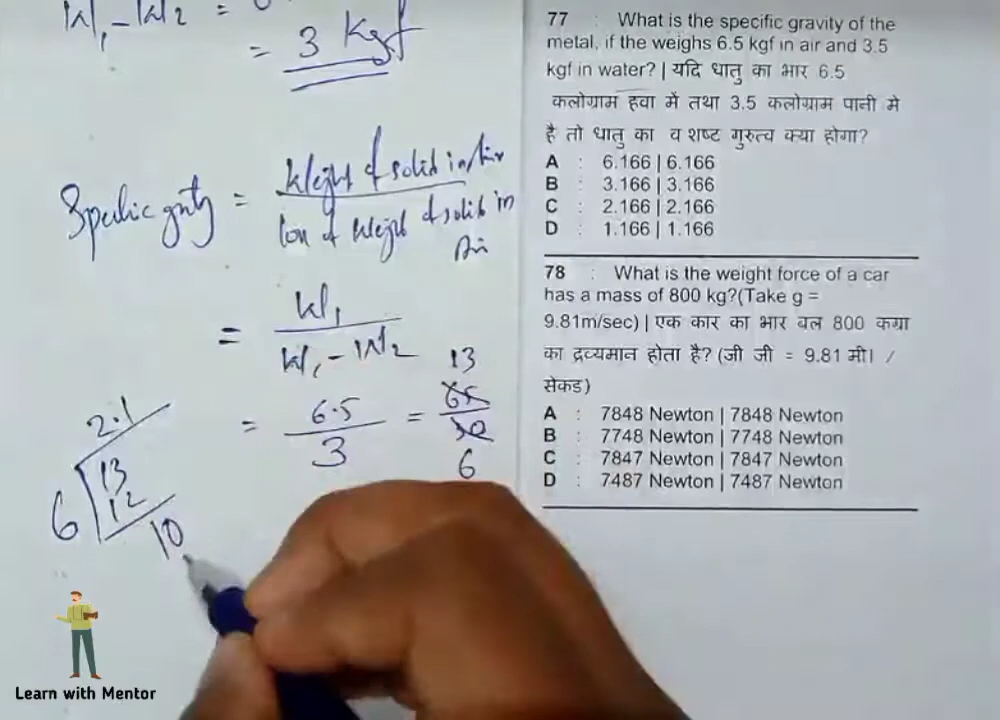 W₁ - W₂ =
= 3 Kgf
Specific gravity = Weight of solid in Air
Loss of Weight of solid in
Air
= W₁
W₁ - W₂
= 6.5 = 65 13
3 30 6
2.1
6 13
12
10
Learn with Mentor
77 : What is the specific gravity of the
metal, if the weighs 6.5 kgf in air and 3.5
kgf in water? | यदि धातु का भार 6.5
कलोग्राम हवा में तथा 3.5 कलोग्राम पानी मे
है तो धातु का व शष्ट गुरुत्व क्या होगा?
A : 6.166 | 6.166
B : 3.166 | 3.166
C : 2.166 | 2.166
D : 1.166 | 1.166
78 : What is the weight force of a car
has a mass of 800 kg?(Take g =
9.81m/sec) | एक कार का भार बल 800 कग्रा
का द्रव्यमान होता है? (जी जी = 9.81 मी। /
सेकड)
A : 7848 Newton | 7848 Newton
B : 7748 Newton | 7748 Newton
C : 7847 Newton | 7847 Newton
D : 7487 Newton | 7487 Newton